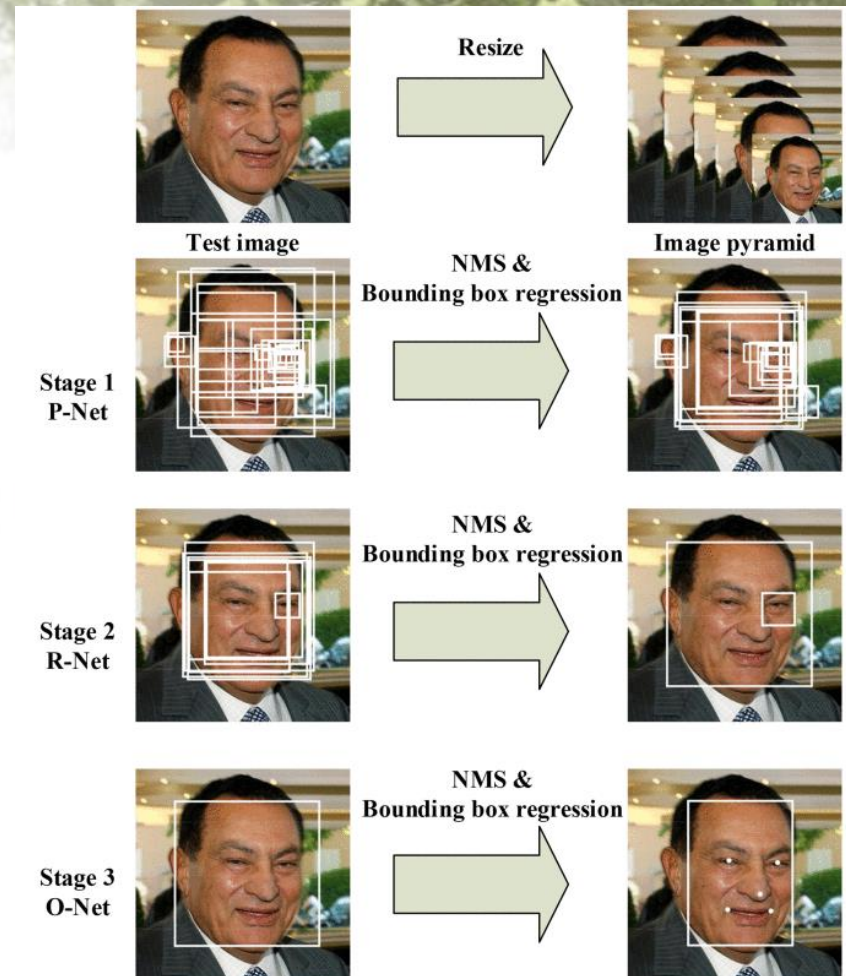 Resize
Test image
Image pyramid
NMS &
Bounding box regression
Stage 1
P-Net
NMS &
Bounding box regression
Stage 2
R-Net
NMS &
Bounding box regression
Stage 3
O-Net